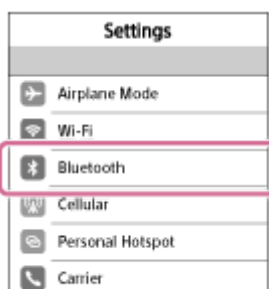 Settings
Airplane Mode
Wi-Fi
Bluetooth
Cellular
Personal Hotspot
Carrier